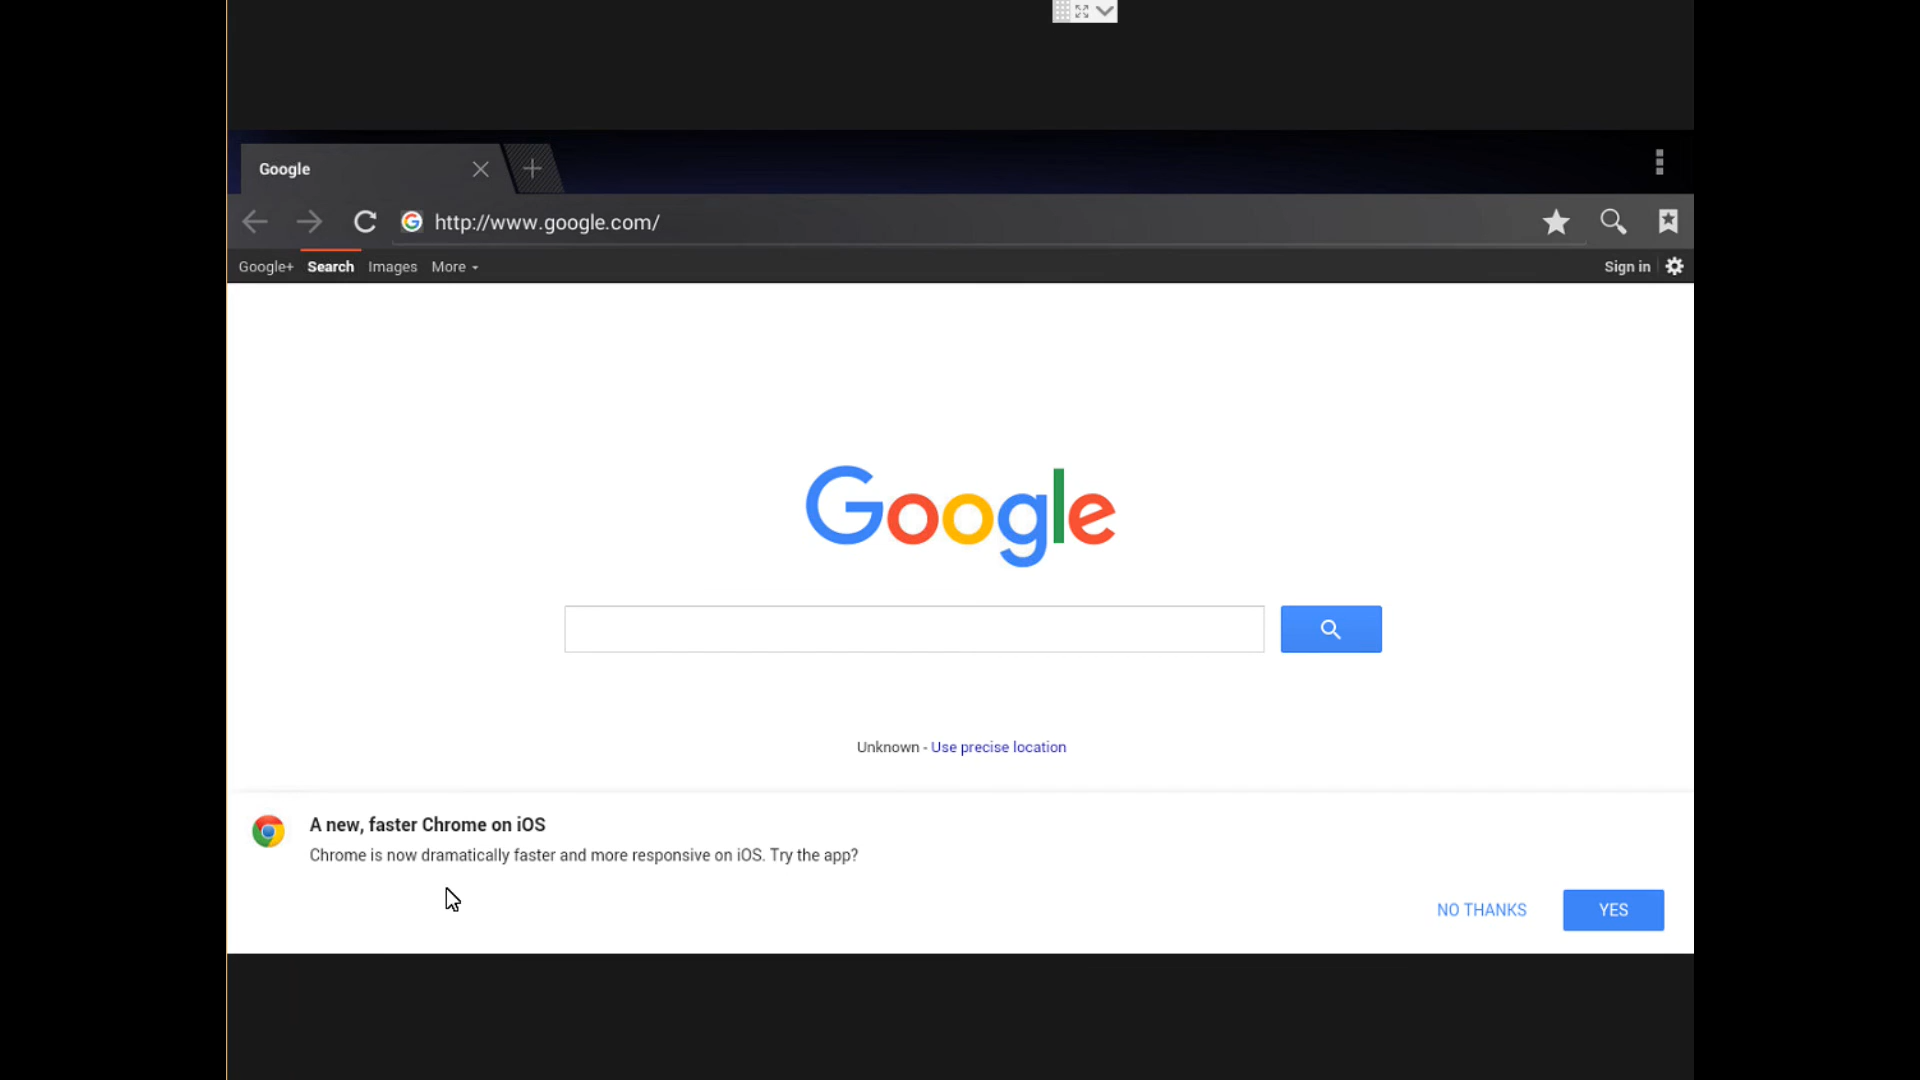 Google
http://www.google.com/
Google+ Search Images More Sign in
Google
Unknown - Use precise location
A new, faster Chrome on iOS
Chrome is now dramatically faster and more responsive on iOS. Try the app?
NO THANKS YES